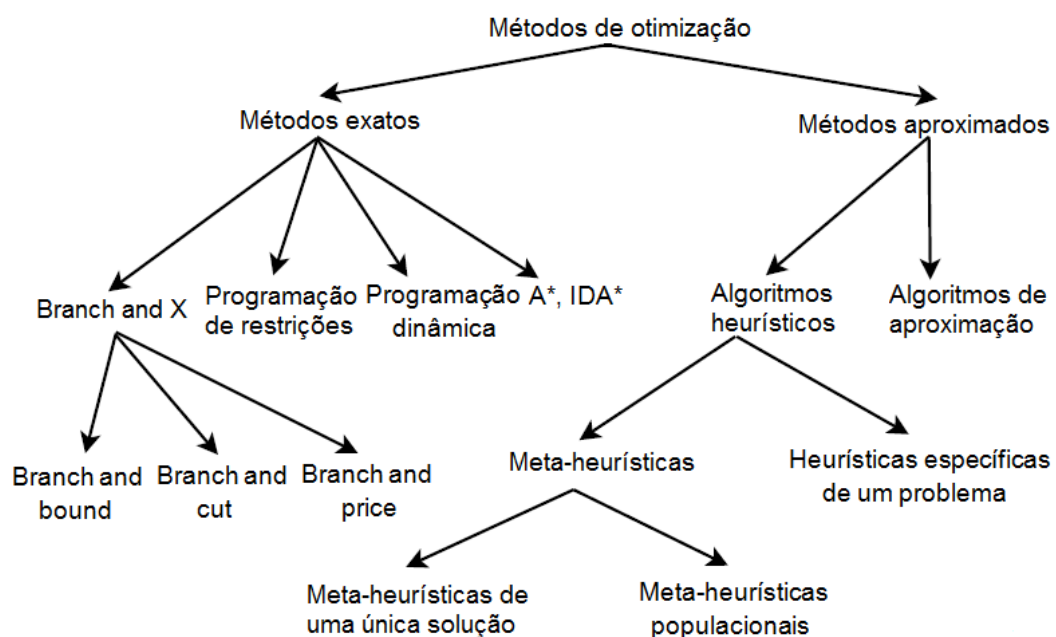 Métodos de otimização
Métodos exatos
Métodos aproximados
Branch and X
Programação
de restrições
Programação
dinâmica
A*, IDA*
Algoritmos
heurísticos
Algoritmos de
aproximação
Branch and
bound
Branch and
cut
Branch and
price
Meta-heurísticas
Heurísticas específicas
de um problema
Meta-heurísticas de
uma única solução
Meta-heurísticas
populacionais